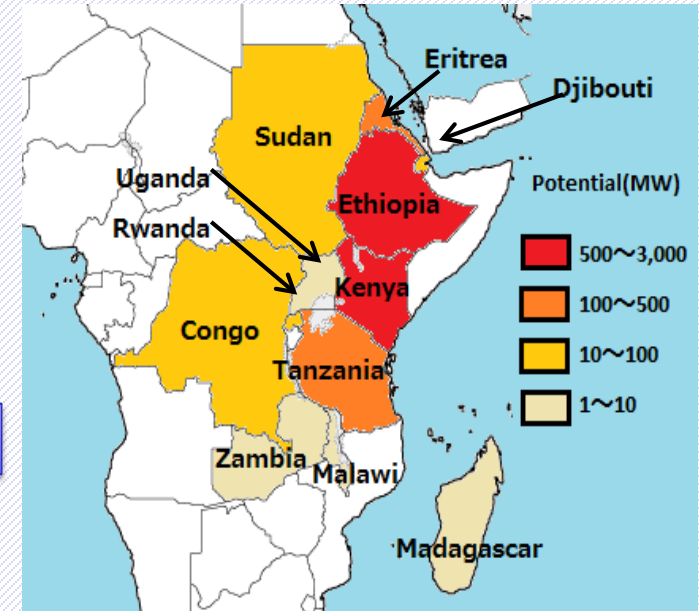 Eritrea
Djibouti
Sudan
Uganda
Potential(MW)
Ethiopia
Rwanda
500～3,000
Kenya
100～500
Congo
10～100
Tanzania
1～10
Zambia
Malawi
Madagascar